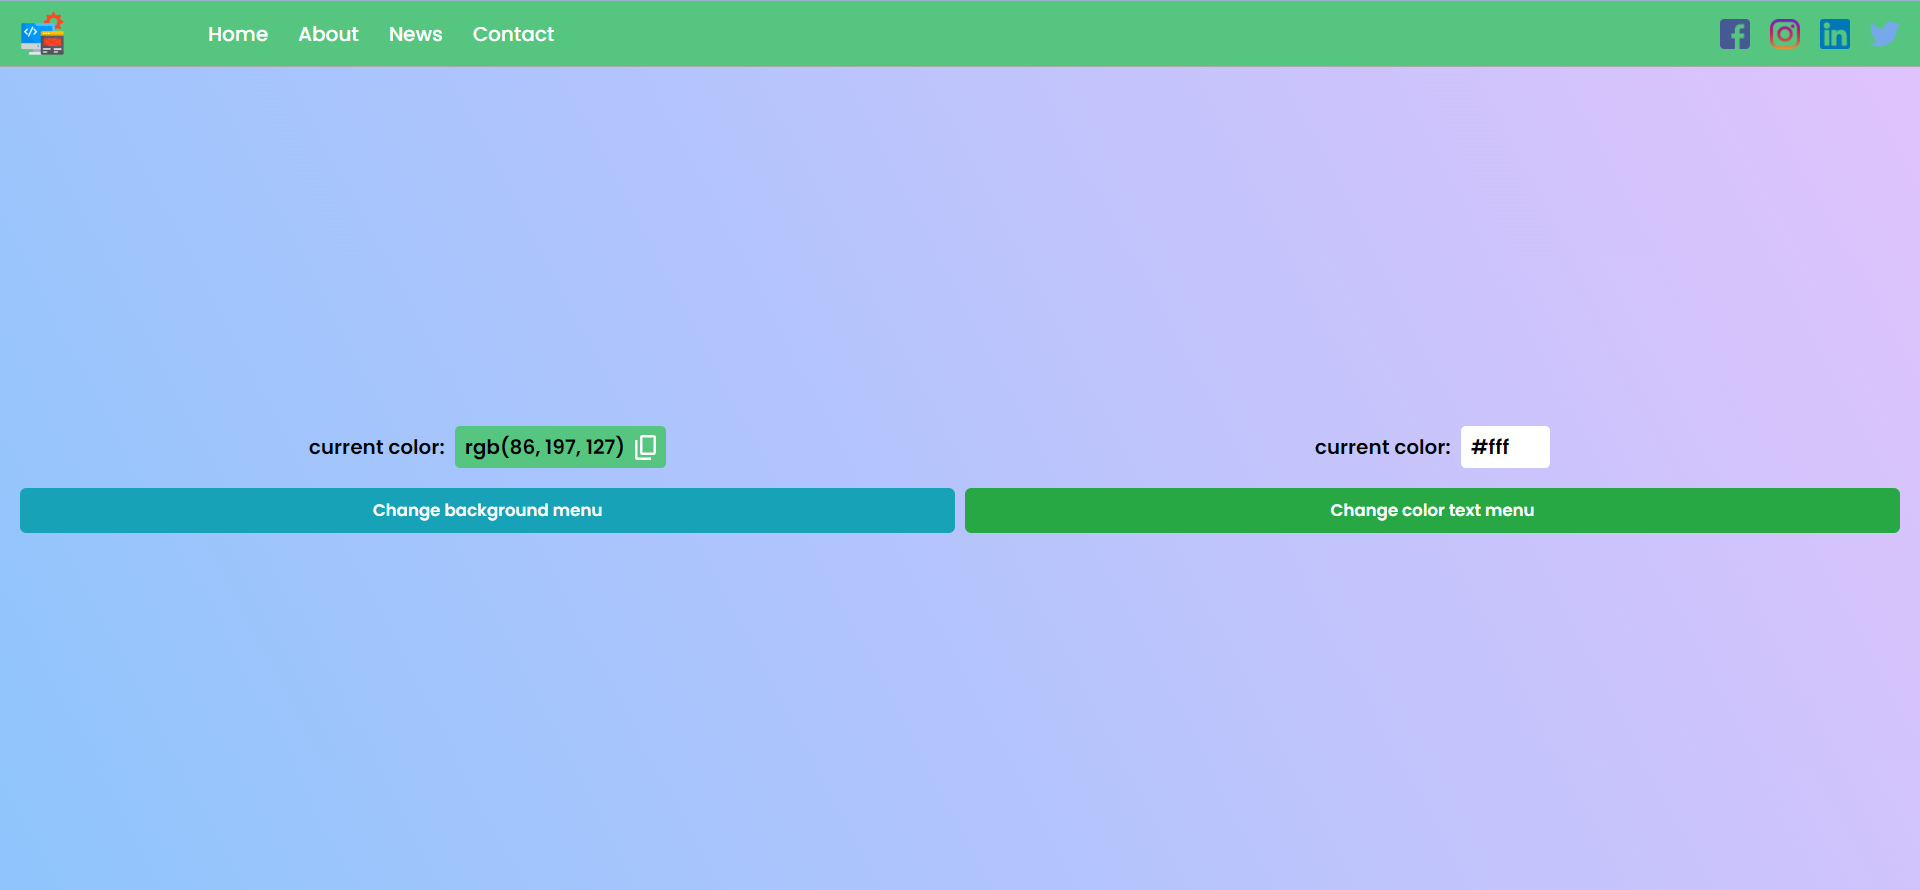 Home About News Contact
current color: rgb(86, 197, 127)
current color: #fff
Change background menu
Change color text menu